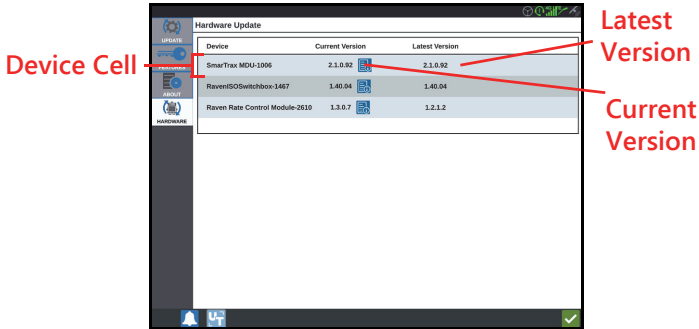 Hardware Update
Latest Version
Device Cell
Current Version
UPDATE
ABOUT
HARDWARE
Device Current Version Latest Version
SmarTrax MDU-1006 2.1.0.92 2.1.0.92
RavenISOSwitchbox-1467 1.40.04 1.40.04
Raven Rate Control Module-2610 1.3.0.7 1.2.1.2
UT